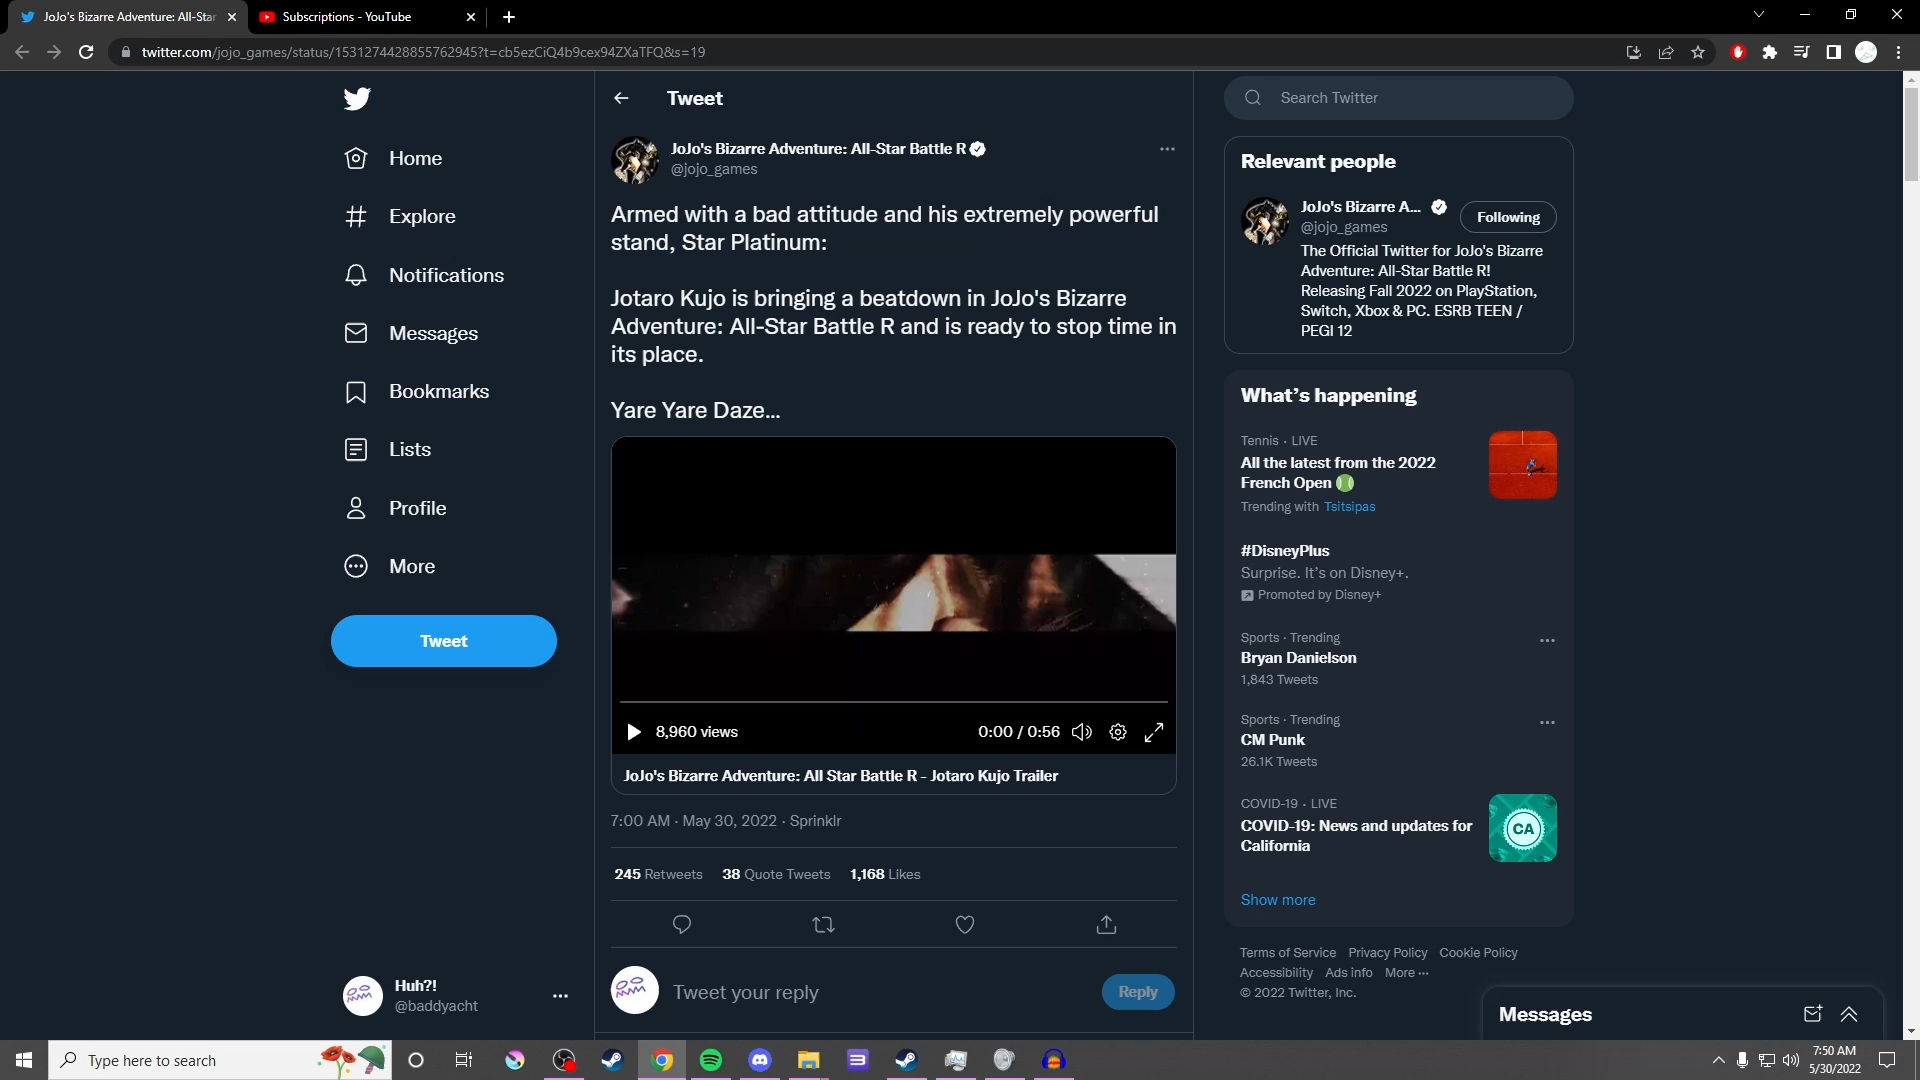 JoJo's Bizarre Adventure: All-Star
Subscriptions - YouTube
twitter.com/jojo_games/status/1531274428855762945?t=cb5ezCiQ4b9cex94ZXaTFQ&s=19
Home
Explore
Notifications
Messages
Bookmarks
Lists
Profile
More
Tweet
Huh?!
@baddyacht
Tweet
JoJo's Bizarre Adventure: All-Star Battle R
@jojo_games
Armed with a bad attitude and his extremely powerful
stand, Star Platinum:
Jotaro Kujo is bringing a beatdown in JoJo's Bizarre
Adventure: All-Star Battle R and is ready to stop time in
its place.
Yare Yare Daze...
8,960 views
0:00 / 0:56
JoJo's Bizarre Adventure: All Star Battle R - Jotaro Kujo Trailer
7:00 AM · May 30, 2022 · Sprinklr
245 Retweets 38 Quote Tweets 1,168 Likes
Tweet your reply
Reply
Search Twitter
Relevant people
JoJo's Bizarre A...
@jojo_games
Following
The Official Twitter for JoJo's Bizarre
Adventure: All-Star Battle R!
Releasing Fall 2022 on PlayStation,
Switch, Xbox & PC. ESRB TEEN /
PEGI 12
What's happening
Tennis · LIVE
All the latest from the 2022
French Open
Trending with Tsitsipas
#DisneyPlus
Surprise. It's on Disney+.
Promoted by Disney+
Sports · Trending
Bryan Danielson
1,843 Tweets
Sports · Trending
CM Punk
26.1K Tweets
COVID-19 · LIVE
COVID-19: News and updates for
California
CA
Show more
Terms of Service Privacy Policy Cookie Policy
Accessibility Ads info More ...
© 2022 Twitter, Inc.
Messages
Type here to search
7:50 AM
5/30/2022